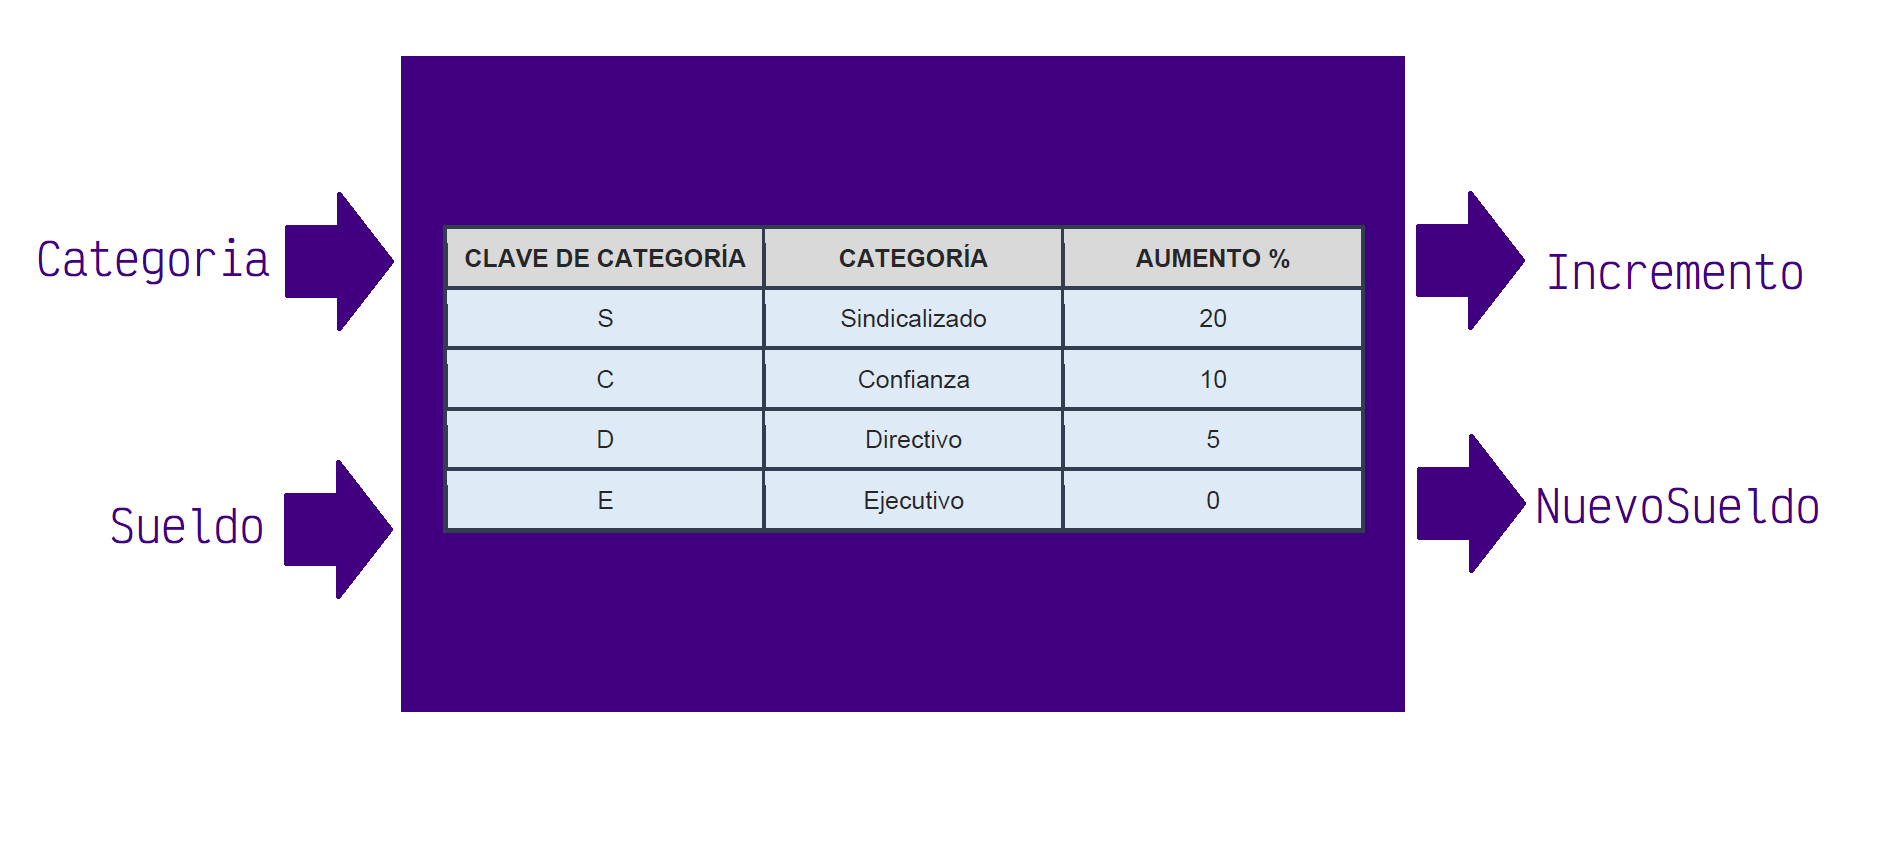 Categoria
Sueldo
CLAVE DE CATEGORÍA CATEGORÍA AUMENTO %
S Sindicalizado 20
C Confianza 10
D Directivo 5
E Ejecutivo 0
Incremento
NuevoSueldo